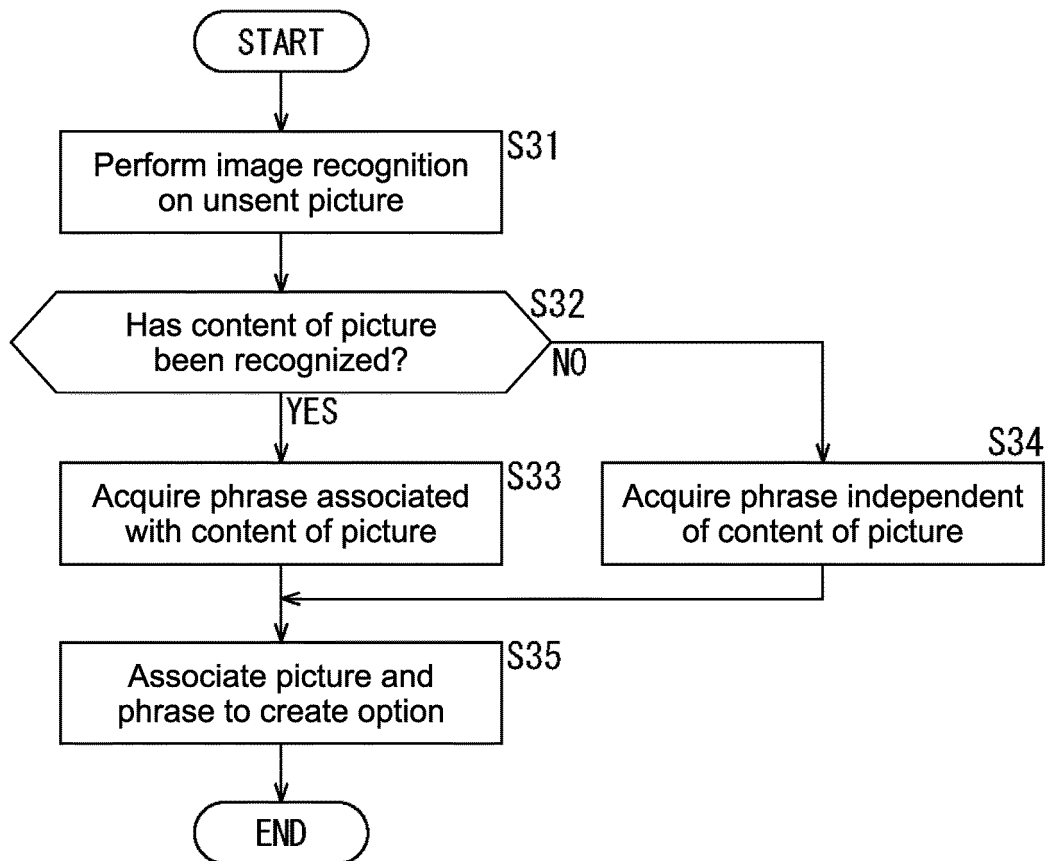 START
S31
Perform image recognition
on unsent picture
S32
Has content of picture
been recognized?
NO
YES
S33
Acquire phrase associated
with content of picture
S34
Acquire phrase independent
of content of picture
S35
Associate picture and
phrase to create option
END